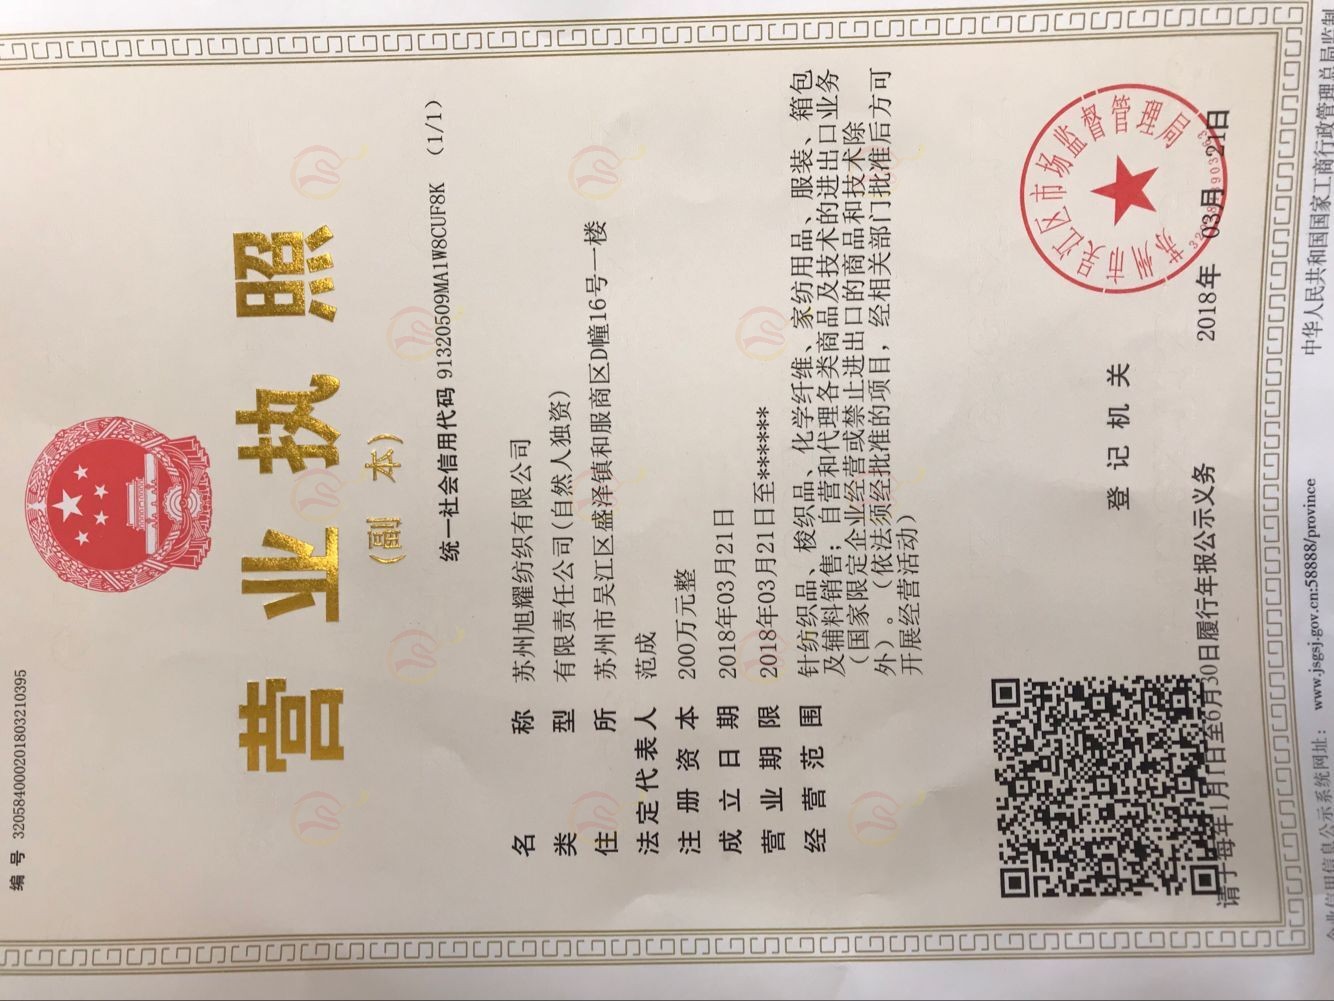 编 号 320584000201803210395
营业执照
（副 本）
统一社会信用代码 91320509MA1W8CUF8K （1/1）
名 称 苏州旭耀纺织有限公司
类 型 有限责任公司（自然人独资）
住 所 苏州市吴江区盛泽镇和服商区D幢16号一楼
法定代表人 范成
注 册 资 本 200万元整
成 立 日 期 2018年03月21日
营 业 期 限 2018年03月21日至******
经 营 范 围 针纺织品、梭织品、化学纤维、家纺用品、服装、箱包
及辅料销售；自营和代理各类商品及技术的进出口业务
（国家限定企业经营或禁止进出口的商品和技术除
外）。（依法须经批准的项目，经相关部门批准后方可
开展经营活动）
登 记 机 关
苏州市吴江区市场监督管理局
2018年 03月 21日
请于每年1月1日至6月30日履行年报公示义务
企业信用信息公示系统网址： www.jsgsj.gov.cn:58888/province
中华人民共和国国家工商行政管理总局监制